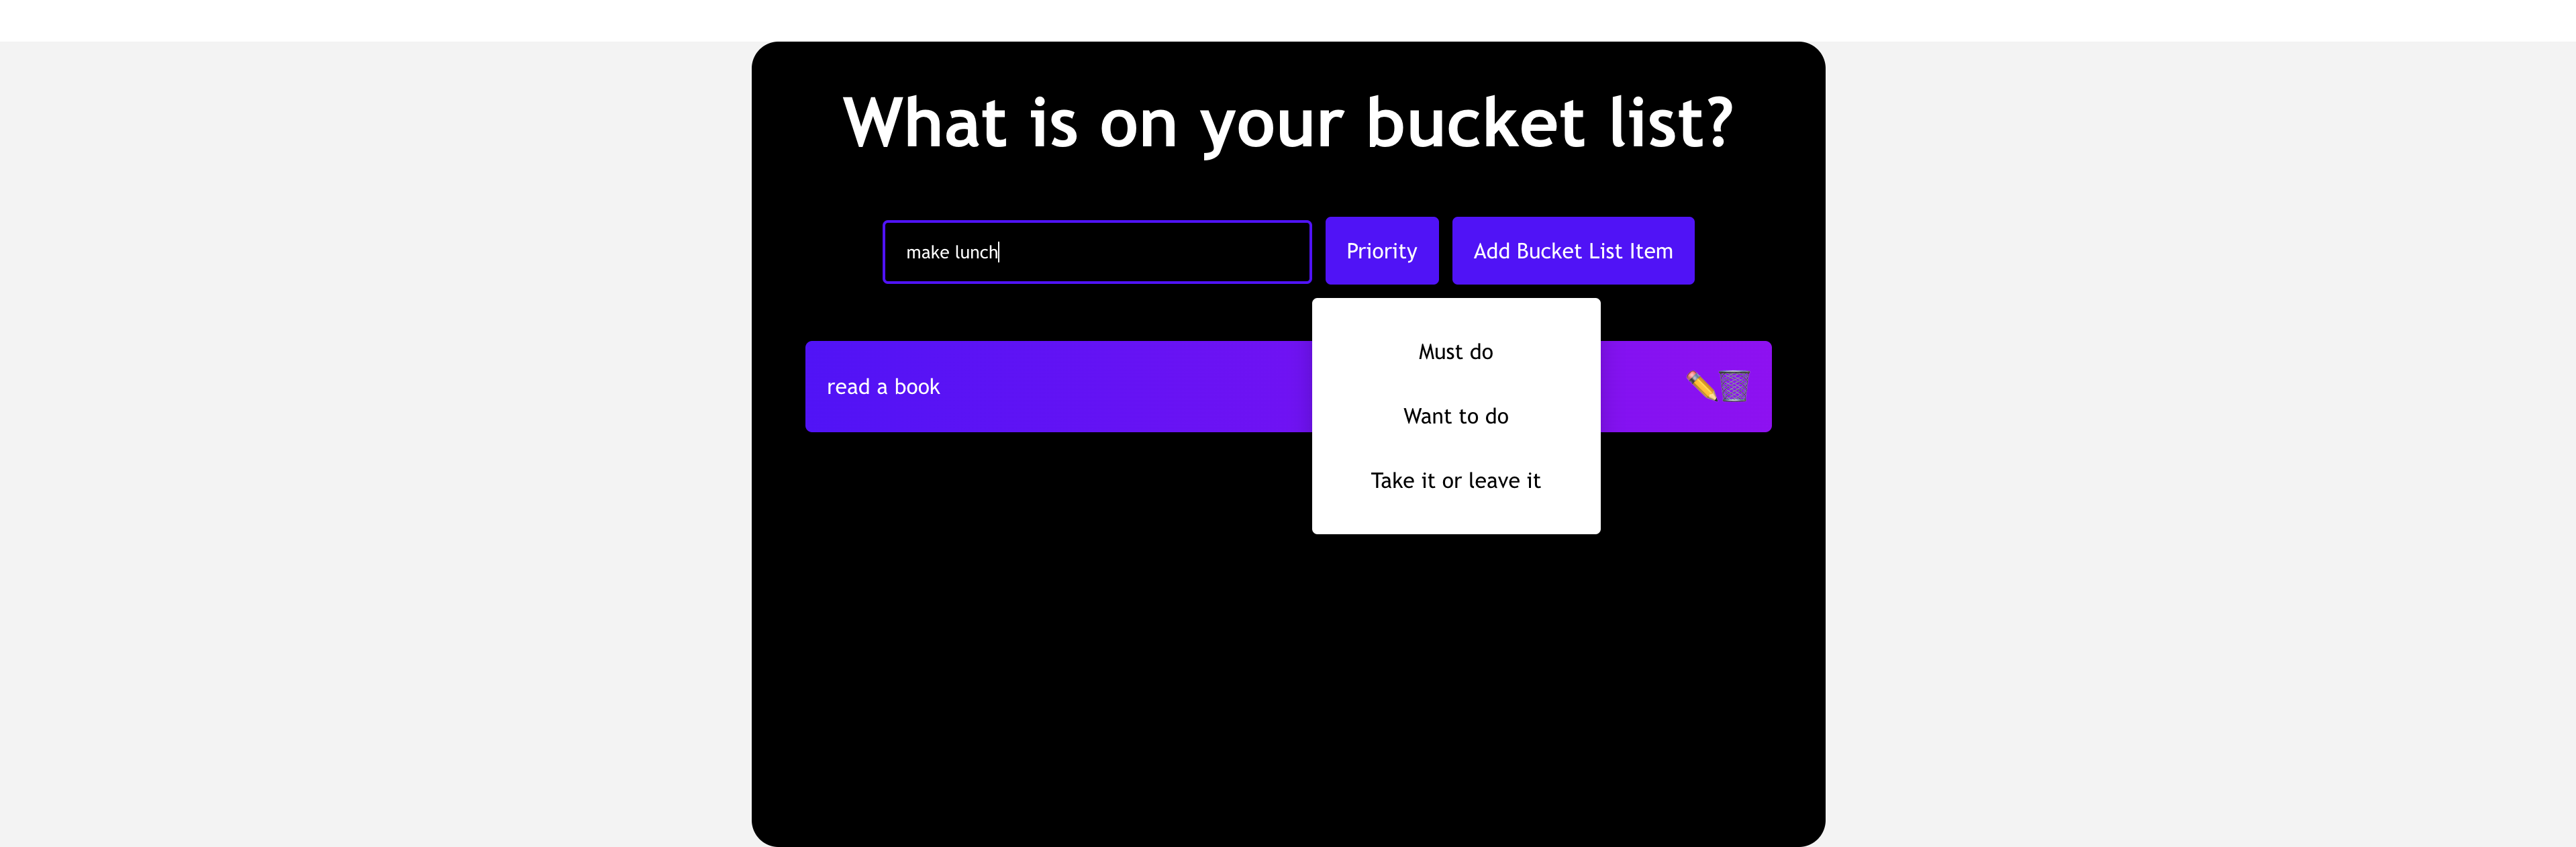 What is on your bucket list?
make lunch
Priority
Add Bucket List Item
Must do
read a book
Want to do
Take it or leave it